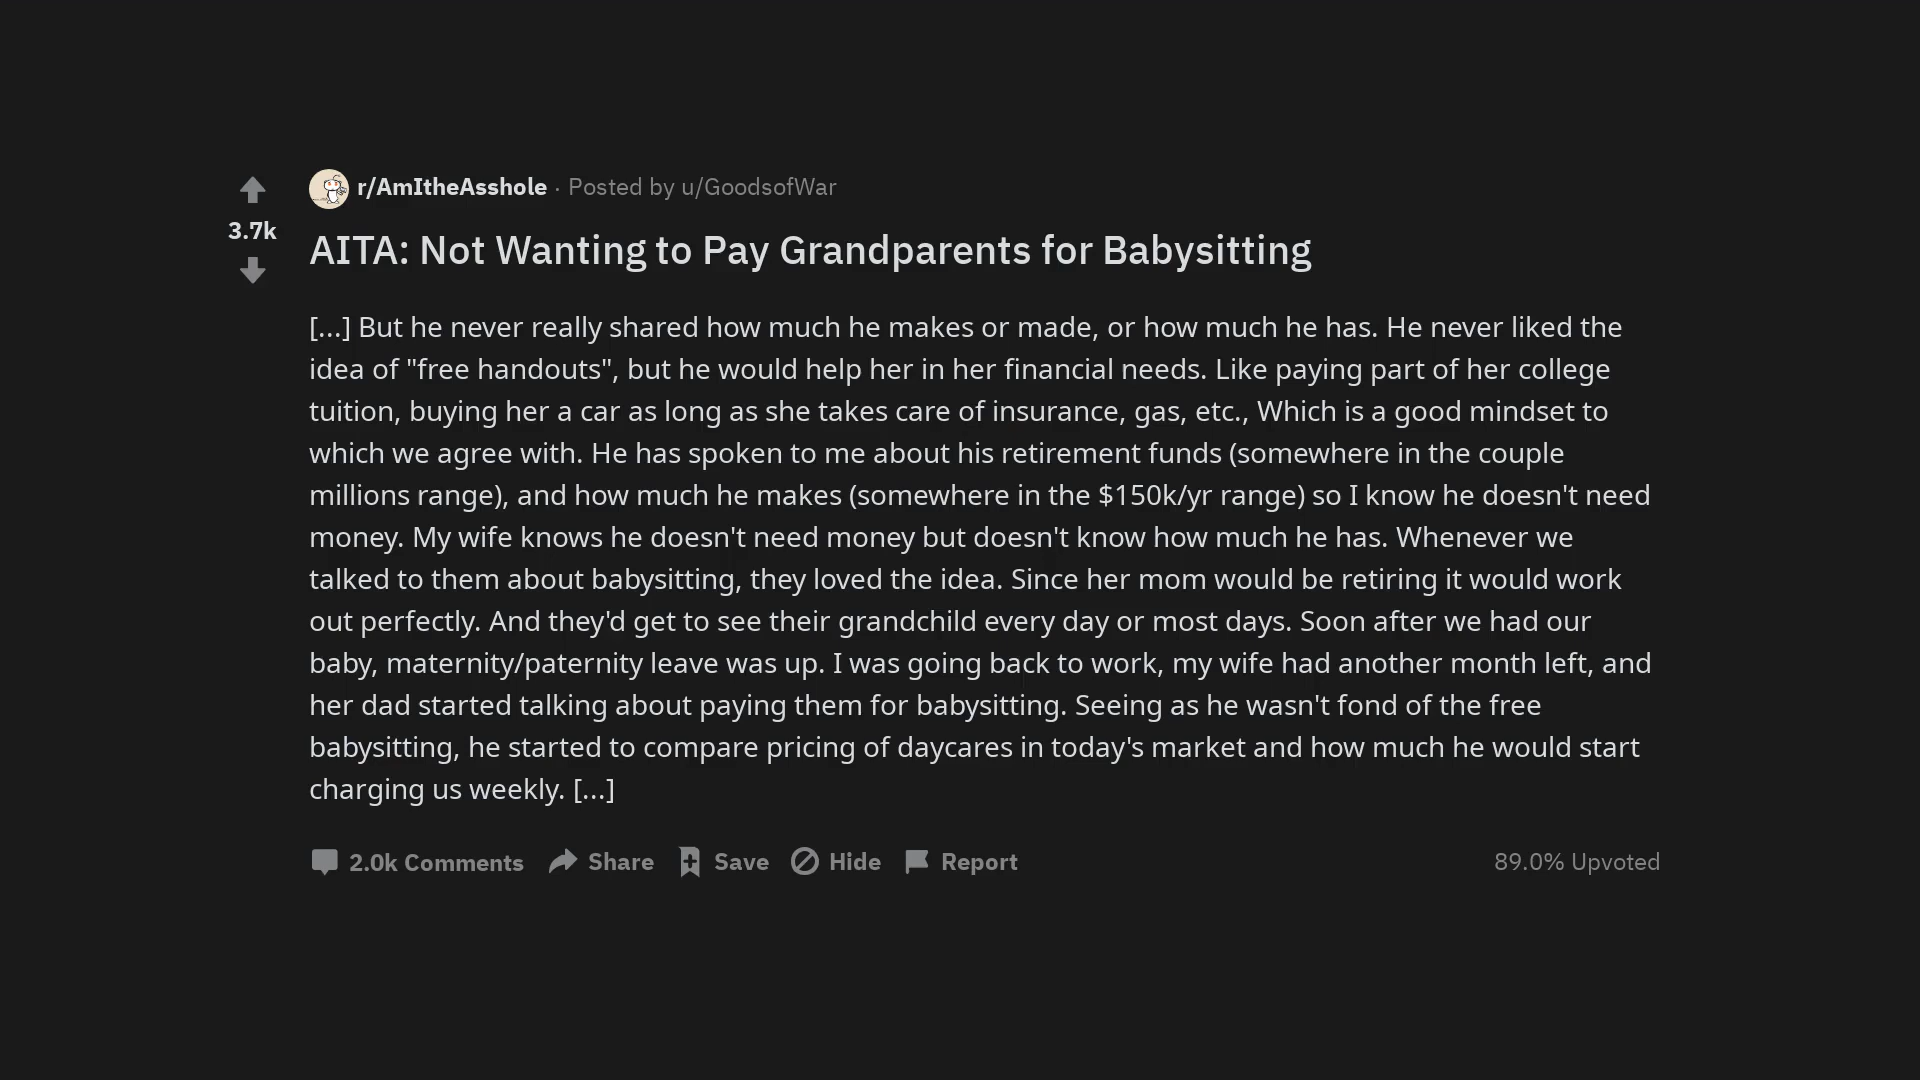 r/AmItheAsshole · Posted by u/GoodsofWar
3.7k
AITA: Not Wanting to Pay Grandparents for Babysitting
[...] But he never really shared how much he makes or made, or how much he has. He never liked the
idea of "free handouts", but he would help her in her financial needs. Like paying part of her college
tuition, buying her a car as long as she takes care of insurance, gas, etc., Which is a good mindset to
which we agree with. He has spoken to me about his retirement funds (somewhere in the couple
millions range), and how much he makes (somewhere in the $150k/yr range) so I know he doesn't need
money. My wife knows he doesn't need money but doesn't know how much he has. Whenever we
talked to them about babysitting, they loved the idea. Since her mom would be retiring it would work
out perfectly. And they'd get to see their grandchild every day or most days. Soon after we had our
baby, maternity/paternity leave was up. I was going back to work, my wife had another month left, and
her dad started talking about paying them for babysitting. Seeing as he wasn't fond of the free
babysitting, he started to compare pricing of daycares in today's market and how much he would start
charging us weekly. [...]
2.0k Comments Share Save Hide Report 89.0% Upvoted